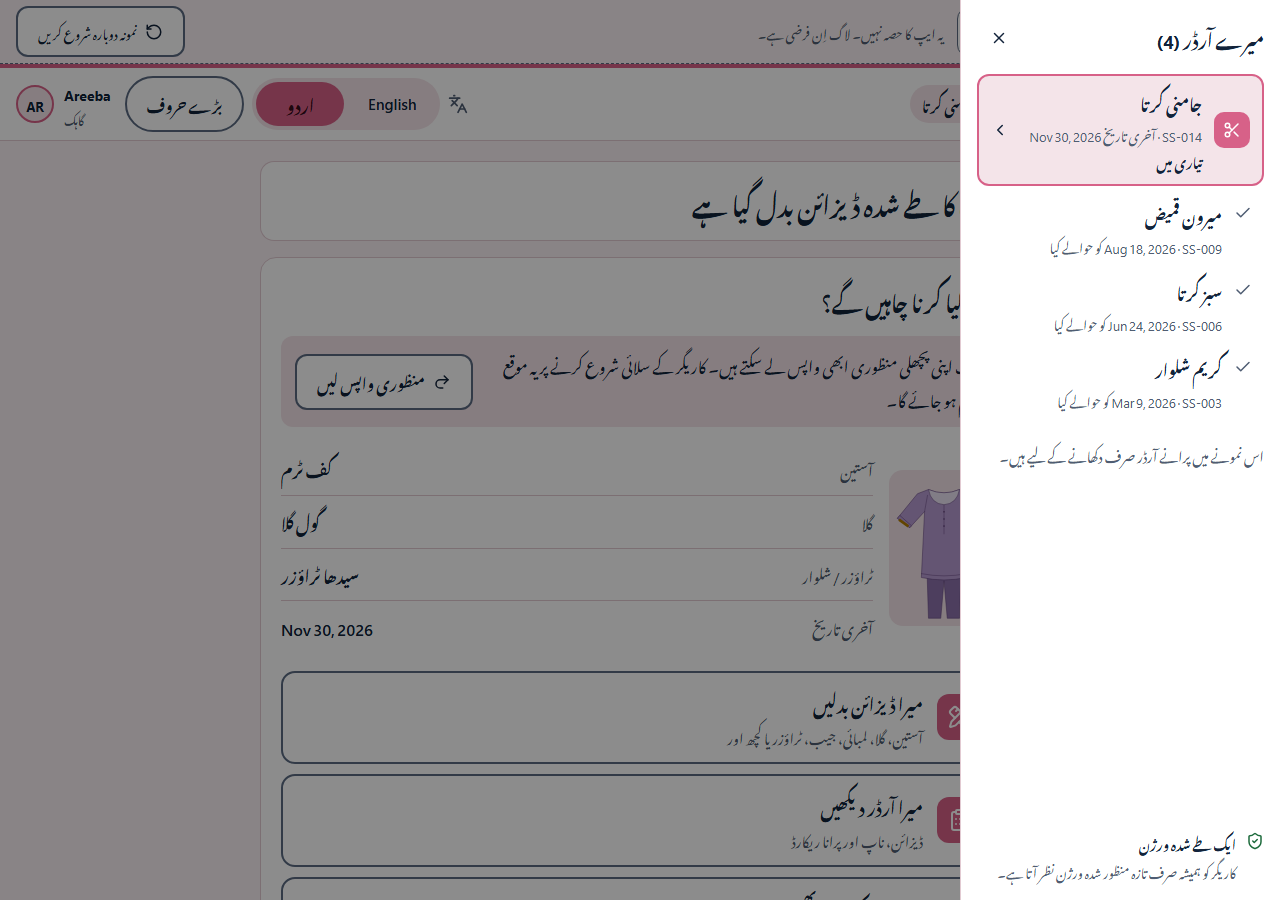 میرے آرڈر (4)
جامنی کرتا
SS-014 · آخری تاریخ Nov 30, 2026
تیاری میں
میرون قمیض
SS-009 · Aug 18, 2026 کو حوالے کیا
سبز کرتا
SS-006 · Jun 24, 2026 کو حوالے کیا
کریم شلوار
SS-003 · Mar 9, 2026 کو حوالے کیا
اس نمونے میں پرانے آرڈر صرف دکھانے کے لیے ہیں۔
ایک طے شدہ ورژن
کاریگر کو ہمیشہ صرف تازہ منظور شدہ ورژن نظر آتا ہے۔
یہ ایپ کا حصہ نہیں۔ لاگ اِن فرضی ہے۔
نمونہ دوبارہ شروع کریں
کرتا
English
اردو
بڑے حروف
Areeba
گاہک
AR
کا طے شدہ ڈیزائن بدل گیا ہے
کیا کرنا چاہیں گے؟
اپنی پچھلی منظوری ابھی واپس لے سکتے ہیں۔ کاریگر کے سلائی شروع کرنے پر یہ موقع
ہو جائے گا۔
منظوری واپس لیں
آستین
کف ٹرم
گلا
گول گلا
ٹراؤزر / شلوار
سیدھا ٹراؤزر
آخری تاریخ
Nov 30, 2026
میرا ڈیزائن بدلیں
آستین، گلا، لمبائی، جیب، ٹراؤزر یا کچھ اور
میرا آرڈر دیکھیں
ڈیزائن، ناپ اور پرانا ریکارڈ